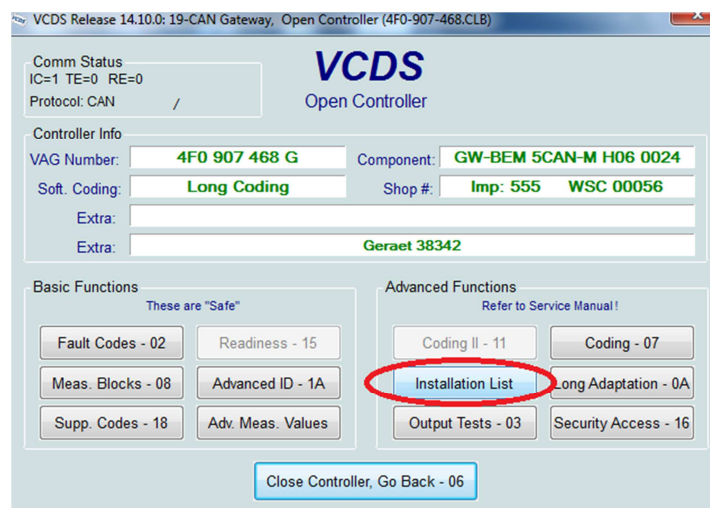 VCDS Release 14.10.0: 19-CAN Gateway, Open Controller (4F0-907-468.CLB)
Comm Status
IC=1 TE=0 RE=0
Protocol: CAN /
VCDS
Open Controller
Controller Info
VAG Number: 4F0 907 468 G Component: GW-BEM 5CAN-M H06 0024
Soft. Coding: Long Coding Shop #: Imp: 555 WSC 00056
Extra:
Extra: Geraet 38342
Basic Functions
These are "Safe"
Fault Codes - 02 Readiness - 15
Meas. Blocks - 08 Advanced ID - 1A
Supp. Codes - 18 Adv. Meas. Values
Advanced Functions
Refer to Service Manual!
Coding II - 11 Coding - 07
Installation List Long Adaptation - 0A
Output Tests - 03 Security Access - 16
Close Controller, Go Back - 06